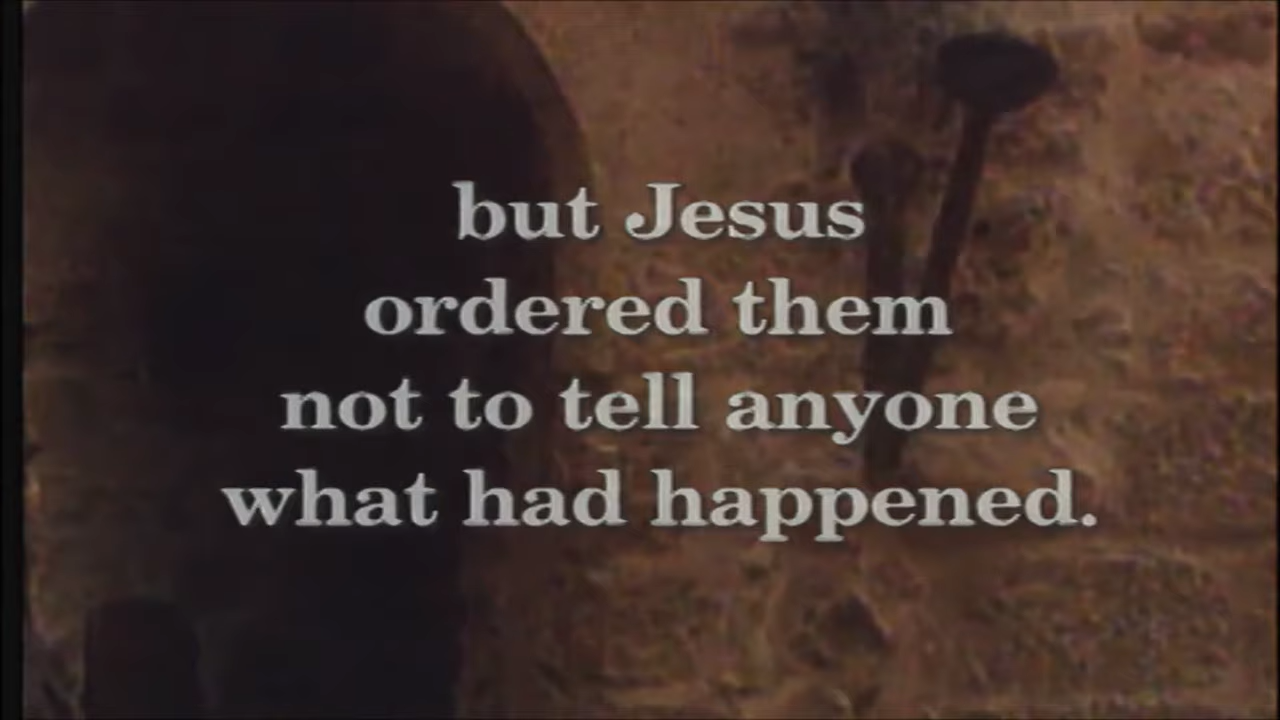 but Jesus
ordered them
not to tell anyone
what had happened.